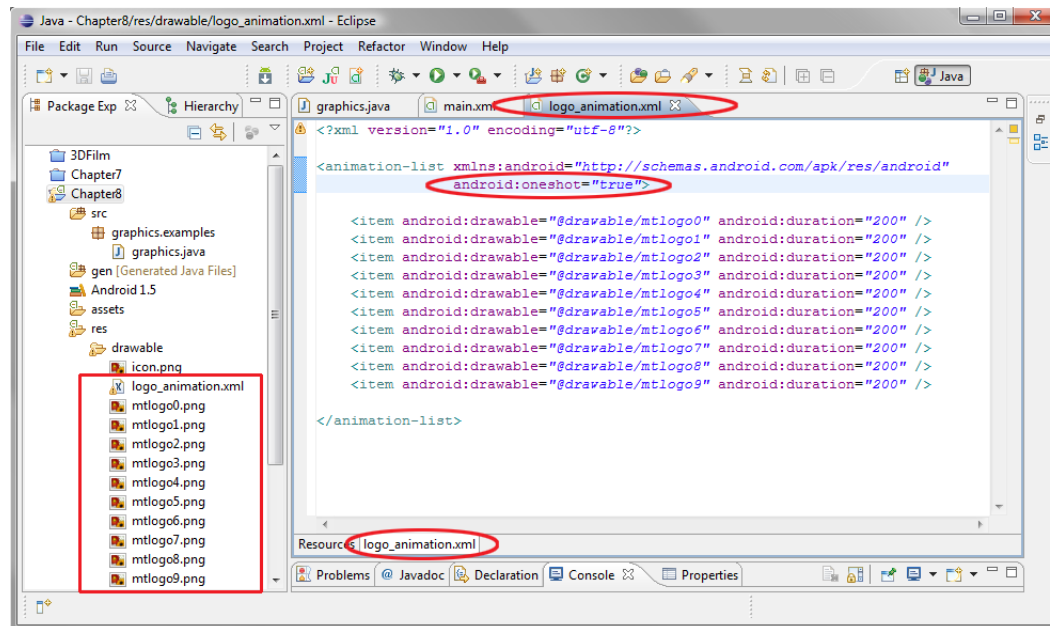 Java - Chapter8/res/drawable/logo_animation.xml - Eclipse
File Edit Run Source Navigate Search Project Refactor Window Help
Java
Package Exp Hierarchy
graphics.java main.xml logo_animation.xml
3DFilm
Chapter7
Chapter8
src
graphics.examples
graphics.java
gen [Generated Java Files]
Android 1.5
assets
res
drawable
icon.png
logo_animation.xml
mtlogo0.png
mtlogo1.png
mtlogo2.png
mtlogo3.png
mtlogo4.png
mtlogo5.png
mtlogo6.png
mtlogo7.png
mtlogo8.png
mtlogo9.png
<?xml version="1.0" encoding="utf-8"?>
<animation-list xmlns:android="http://schemas.android.com/apk/res/android"
android:oneshot="true">
<item android:drawable="@drawable/mtlogo0" android:duration="200" />
<item android:drawable="@drawable/mtlogo1" android:duration="200" />
<item android:drawable="@drawable/mtlogo2" android:duration="200" />
<item android:drawable="@drawable/mtlogo3" android:duration="200" />
<item android:drawable="@drawable/mtlogo4" android:duration="200" />
<item android:drawable="@drawable/mtlogo5" android:duration="200" />
<item android:drawable="@drawable/mtlogo6" android:duration="200" />
<item android:drawable="@drawable/mtlogo7" android:duration="200" />
<item android:drawable="@drawable/mtlogo8" android:duration="200" />
<item android:drawable="@drawable/mtlogo9" android:duration="200" />
</animation-list>
Resources logo_animation.xml
Problems @ Javadoc Declaration Console Properties